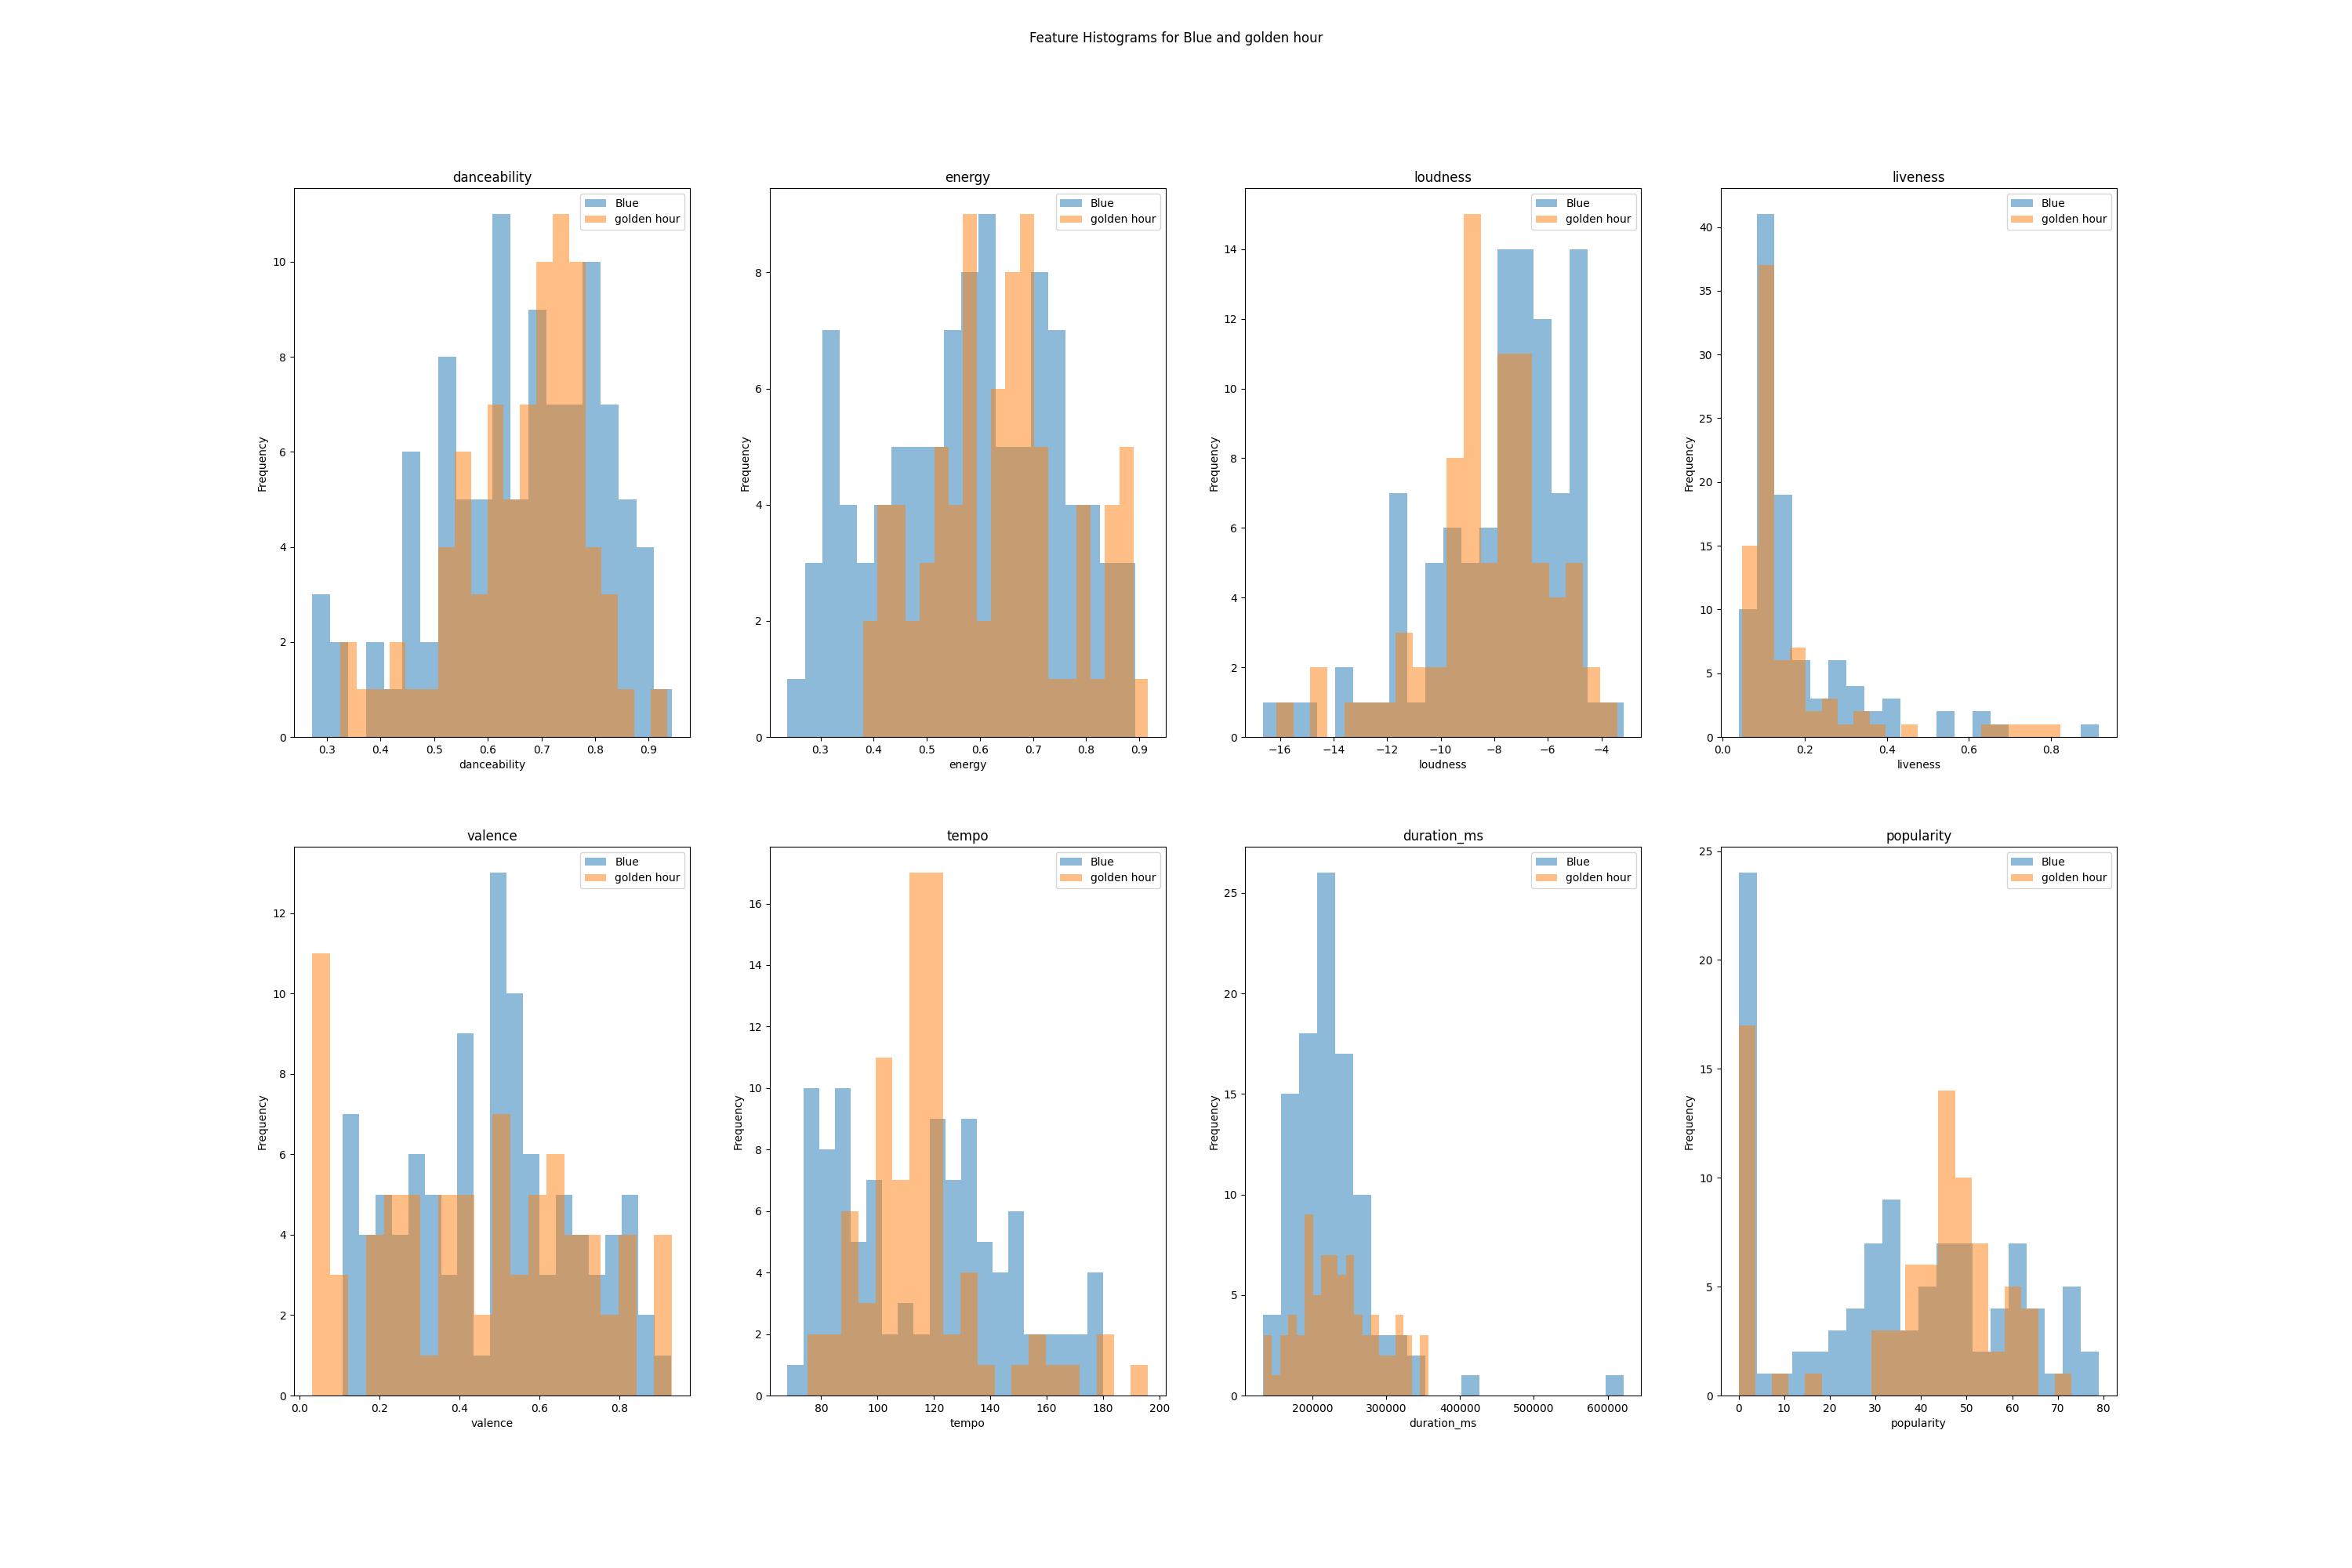 Feature Histograms for Blue and golden hour
danceability
Blue
golden hour
Frequency
10
8
6
4
2
0
0.3 0.4 0.5 0.6 0.7 0.8 0.9
danceability
energy
Blue
golden hour
Frequency
8
6
4
2
0
0.3 0.4 0.5 0.6 0.7 0.8 0.9
energy
loudness
Blue
golden hour
Frequency
14
12
10
8
6
4
2
0
−16 −14 −12 −10 −8 −6 −4
loudness
liveness
Blue
golden hour
Frequency
40
35
30
25
20
15
10
5
0
0.0 0.2 0.4 0.6 0.8
liveness
valence
Blue
golden hour
Frequency
12
10
8
6
4
2
0
0.0 0.2 0.4 0.6 0.8
valence
tempo
Blue
golden hour
Frequency
16
14
12
10
8
6
4
2
0
80 100 120 140 160 180 200
tempo
duration_ms
Blue
golden hour
Frequency
25
20
15
10
5
0
200000 300000 400000 500000 600000
duration_ms
popularity
Blue
golden hour
Frequency
25
20
15
10
5
0
0 10 20 30 40 50 60 70 80
popularity